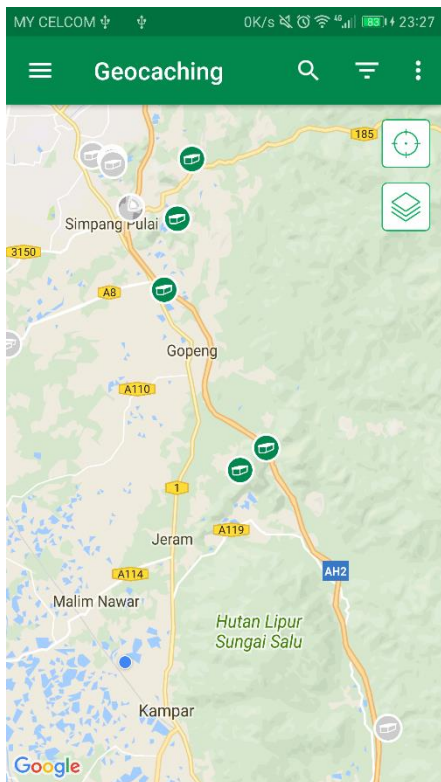 MY CELCOM 0K/s 4G 83 23:27
Geocaching
185
Simpang Pulai
3150
A8
Gopeng
A110
1
Jeram
A119
A114
AH2
Malim Nawar
Hutan Lipur
Sungai Salu
Kampar
Google